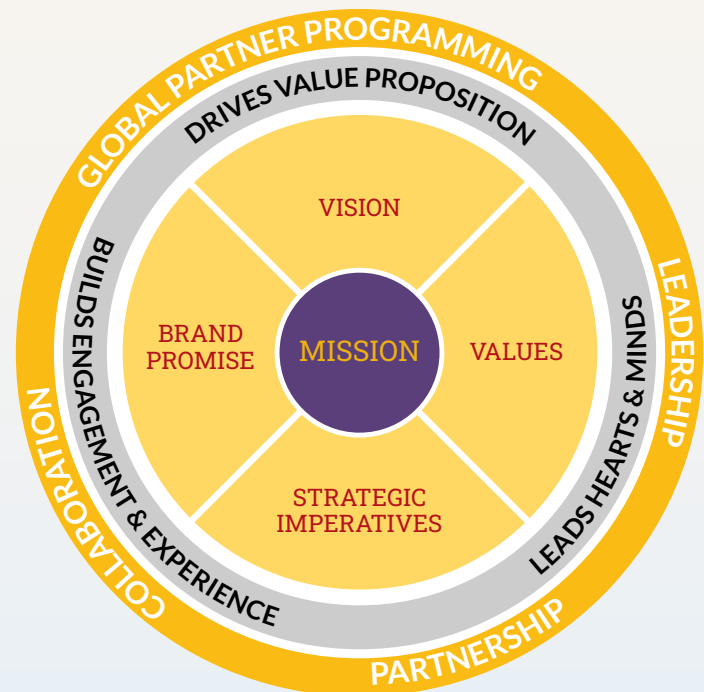 GLOBAL PARTNER PROGRAMMING
DRIVES VALUE PROPOSITION
VISION
BRAND
PROMISE
MISSION
VALUES
STRATEGIC
IMPERATIVES
BUILDS ENGAGEMENT & EXPERIENCE
LEADS HEARTS & MINDS
LEADERSHIP
COLLABORATION
PARTNERSHIP